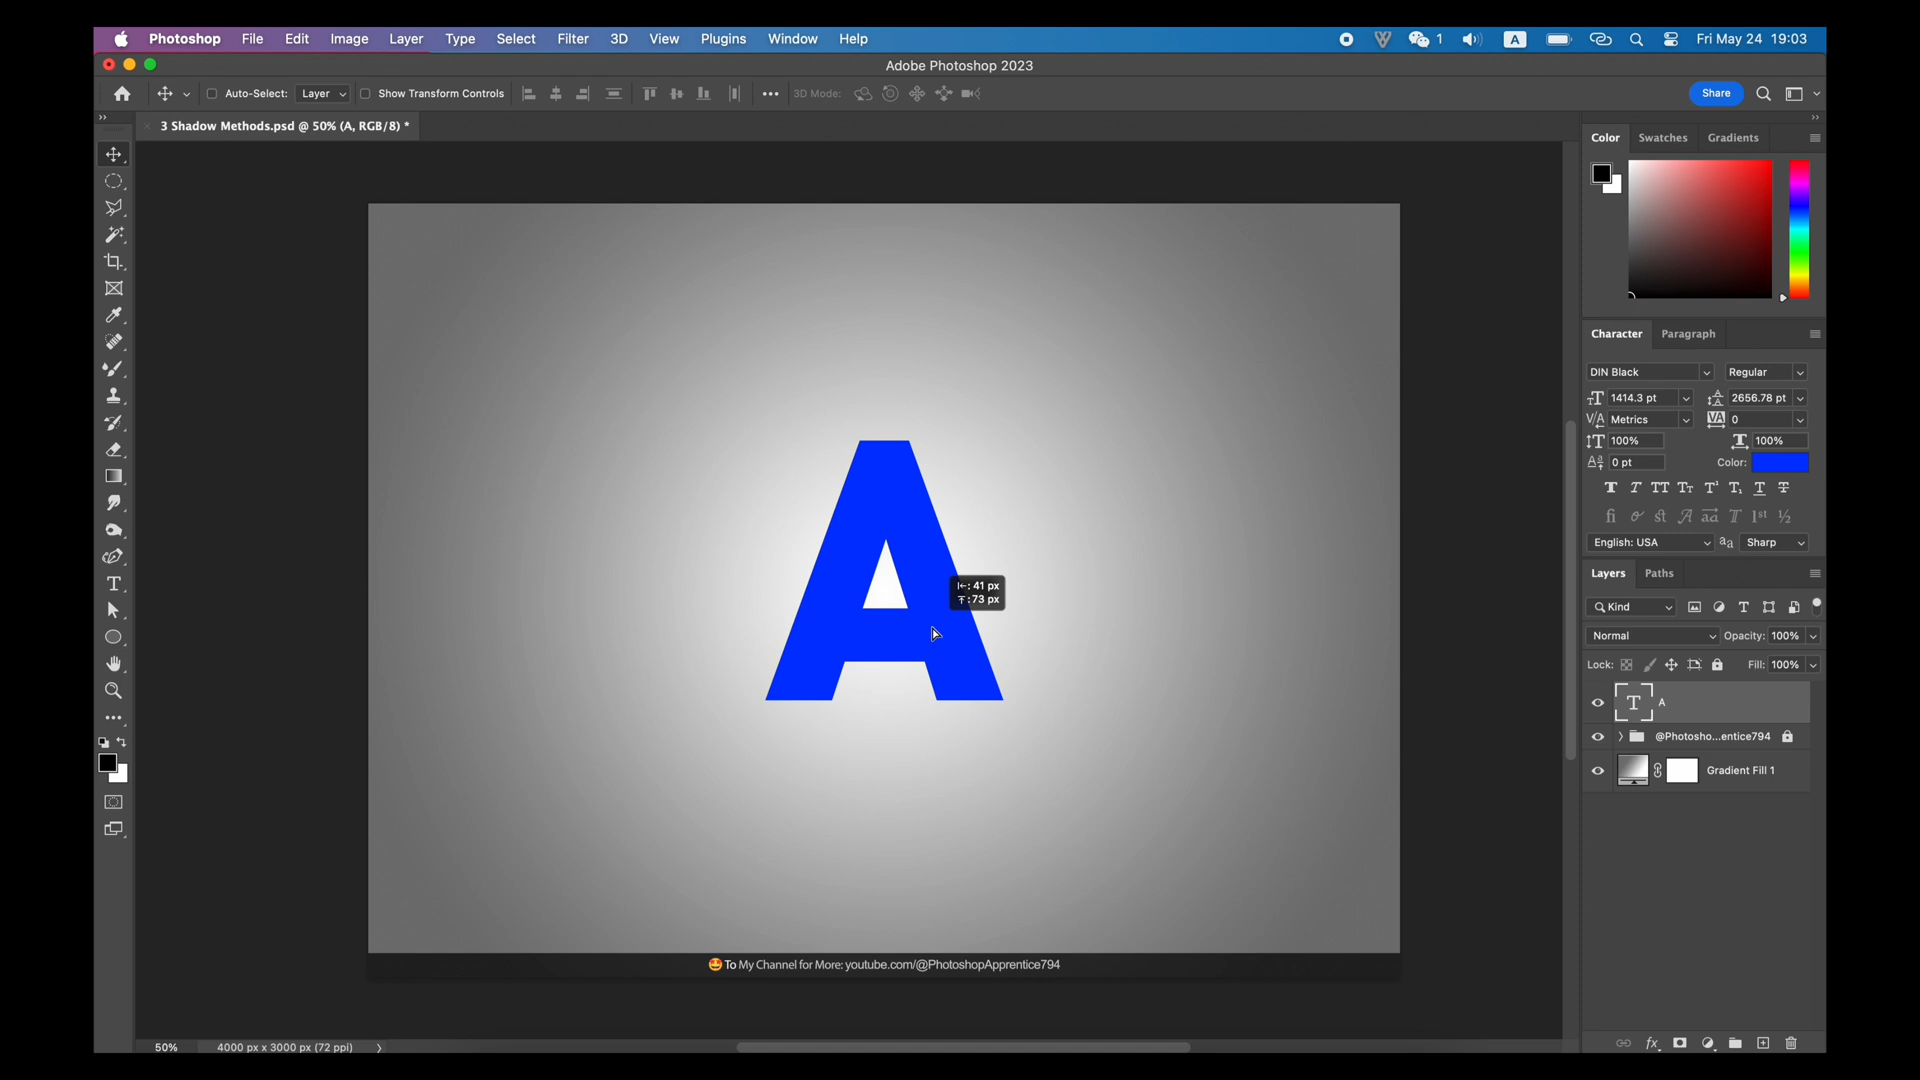 Photoshop File Edit Image Layer Type Select Filter 3D View Plugins Window Help 1 A Fri May 24 19:03
Adobe Photoshop 2023
Auto-Select: Layer Show Transform Controls 3D Mode: Share
3 Shadow Methods.psd @ 50% (A, RGB/8) *
Color Swatches Gradients
Character Paragraph
DIN Black Regular
1414.3 pt 2656.78 pt
Metrics 0
100% 100%
0 pt Color:
English: USA Sharp
Layers Paths
Kind
Normal Opacity: 100%
Lock: Fill: 100%
A
@Photosho...entice794
Gradient Fill 1
A
: 41 px
: 73 px
To My Channel for More: youtube.com/@PhotoshopApprentice794
50% 4000 px x 3000 px (72 ppi)